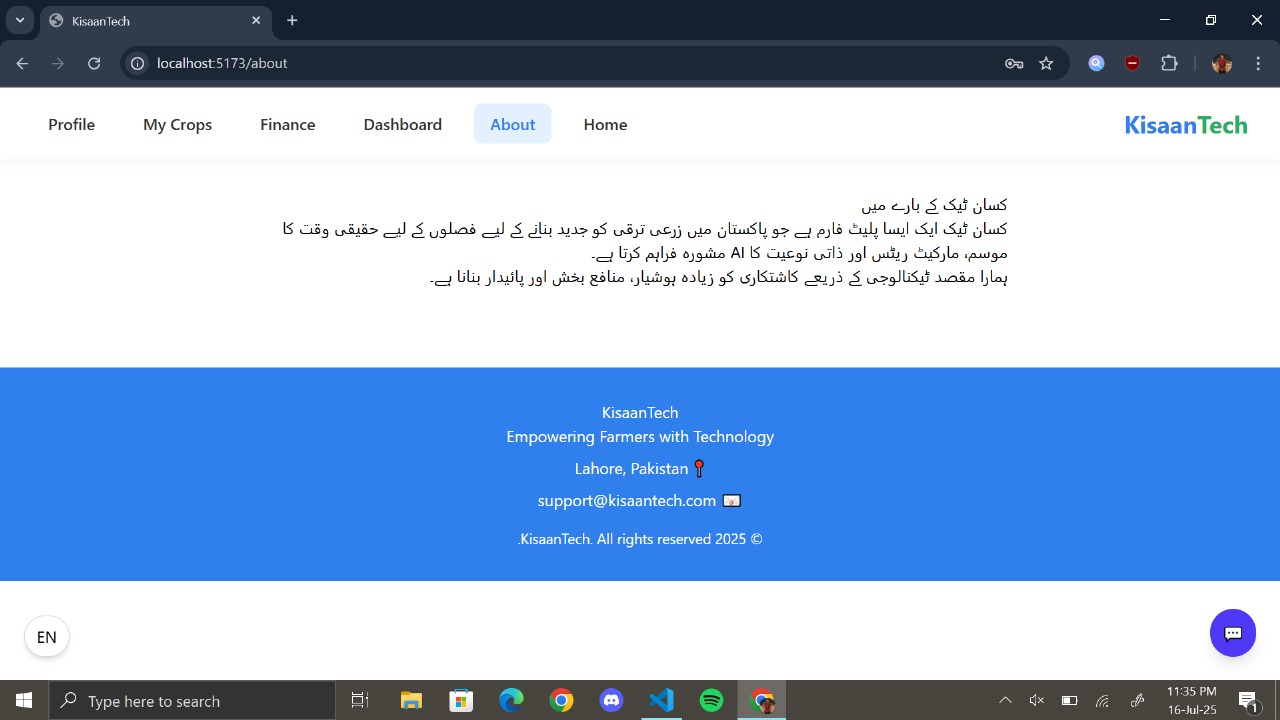 KisaanTech
localhost:5173/about
Profile
My Crops
Finance
Dashboard
About
Home
KisaanTech
کسان ٹیک کے بارے میں
کسان ٹیک ایک ایسا پلیٹ فارم ہے جو پاکستان میں زرعی ترقی کو جدید بنانے کے لیے فصلوں کے لیے حقیقی وقت کا
موسم، مارکیٹ ریٹس اور ذاتی نوعیت کا AI مشورہ فراہم کرتا ہے۔
ہمارا مقصد ٹیکنالوجی کے ذریعے کاشتکاری کو زیادہ ہوشیار، منافع بخش اور پائیدار بنانا ہے۔
KisaanTech
Empowering Farmers with Technology
Lahore, Pakistan 📍
support@kisaantech.com 📧
.KisaanTech. All rights reserved 2025 ©
EN
Type here to search
11:35 PM
16-Jul-25
1